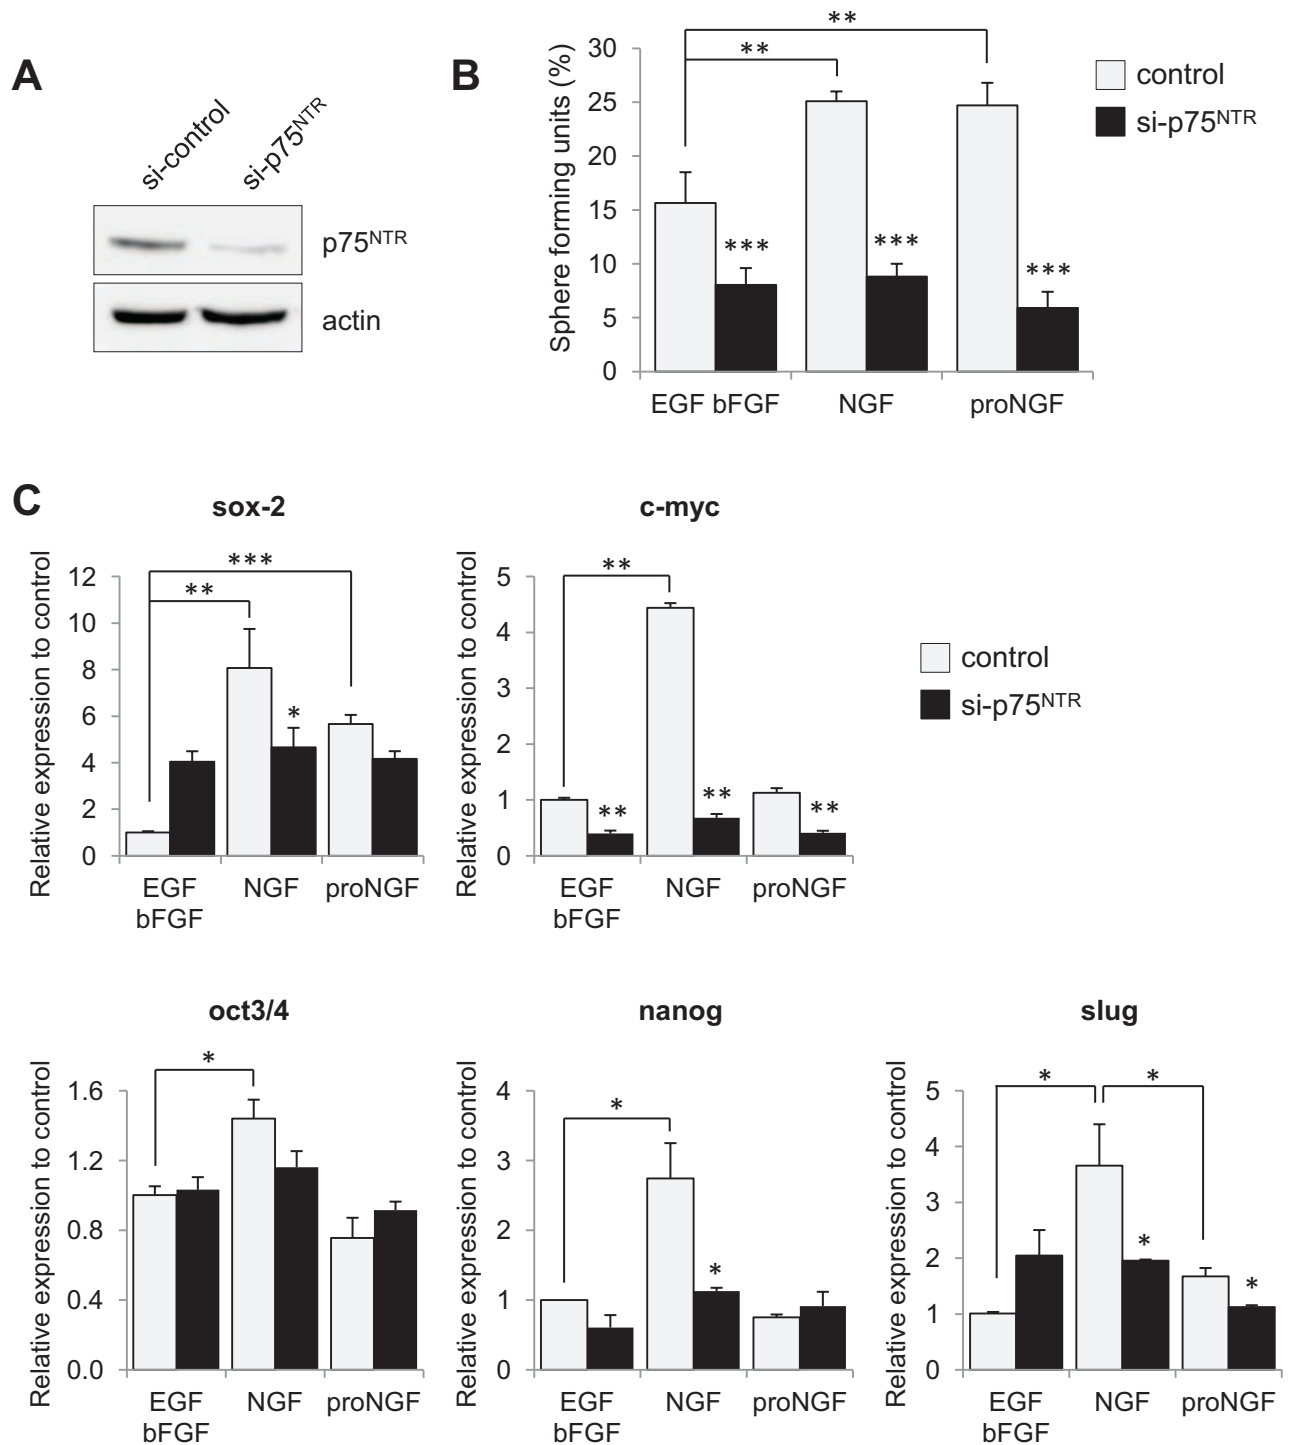 A
si-control
si-p75NTR
p75NTR
actin
B
Sphere forming units (%)
30
25
20
15
10
5
0
**
**
***
***
***
EGF bFGF
NGF
proNGF
control
si-p75NTR
C
sox-2
Relative expression to control
12
10
8
6
4
2
0
***
**
*
EGF
bFGF
NGF
proNGF
c-myc
Relative expression to control
5
4
3
2
1
0
**
**
**
**
EGF
bFGF
NGF
proNGF
control
si-p75NTR
oct3/4
Relative expression to control
1.6
1.2
0.8
0.4
0.0
*
EGF
bFGF
NGF
proNGF
nanog
Relative expression to control
4
3
2
1
0
*
*
EGF
bFGF
NGF
proNGF
slug
Relative expression to control
5
4
3
2
1
0
*
*
*
*
EGF
bFGF
NGF
proNGF